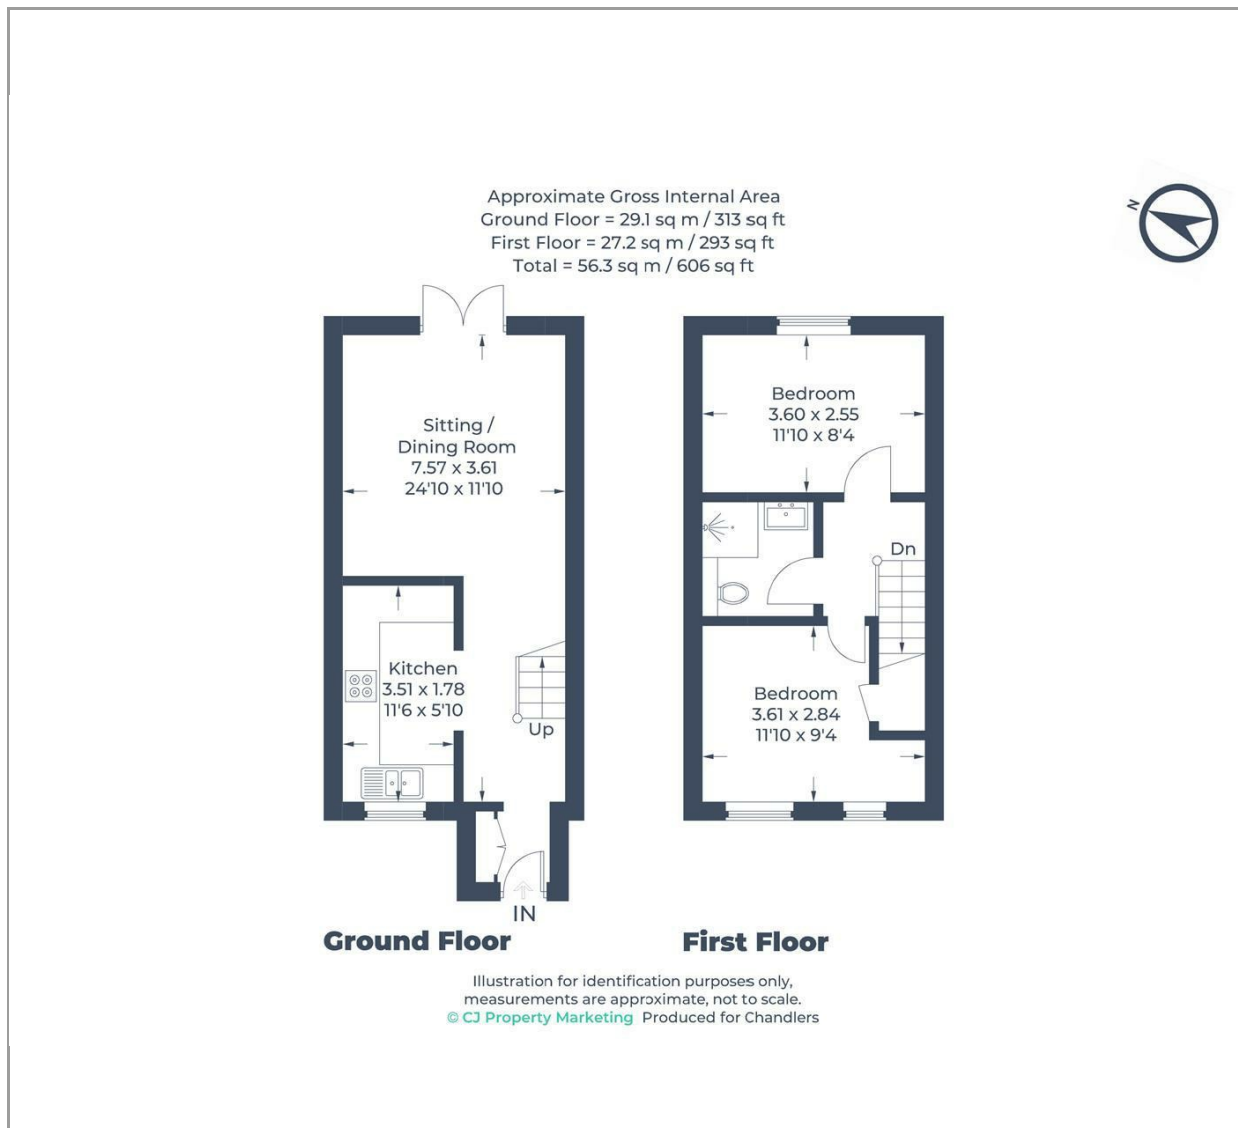 Approximate Gross Internal Area
Ground Floor = 29.1 sq m / 313 sq ft
First Floor = 27.2 sq m / 293 sq ft
Total = 56.3 sq m / 606 sq ft
N
Sitting /
Dining Room
7.57 x 3.61
24'10 x 11'10
Kitchen
3.51 x 1.78
11'6 x 5'10
Up
IN
Ground Floor
Bedroom
3.60 x 2.55
11'10 x 8'4
Dn
Bedroom
3.61 x 2.84
11'10 x 9'4
First Floor
Illustration for identification purposes only,
measurements are approximate, not to scale.
© CJ Property Marketing Produced for Chandlers